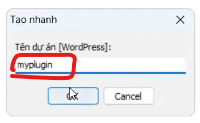 Tạo nhanh
Tên dự án [WordPress]:
myplugin
OK
Cancel